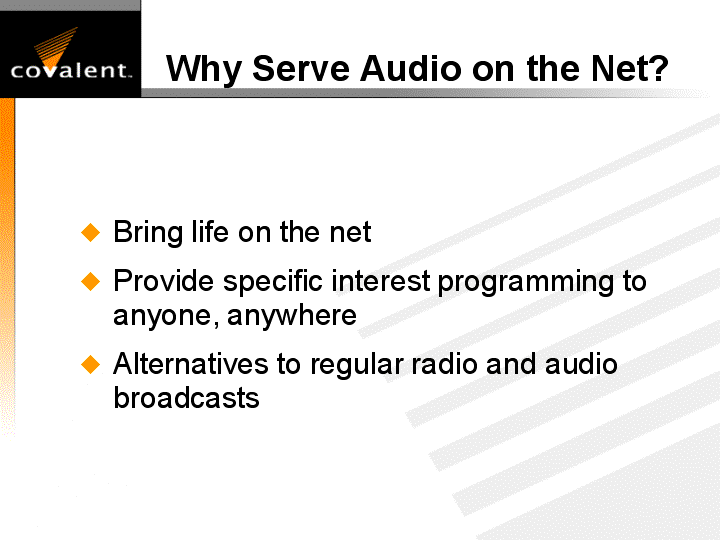 covalent™
Why Serve Audio on the Net?
Bring life on the net
Provide specific interest programming to
anyone, anywhere
Alternatives to regular radio and audio
broadcasts